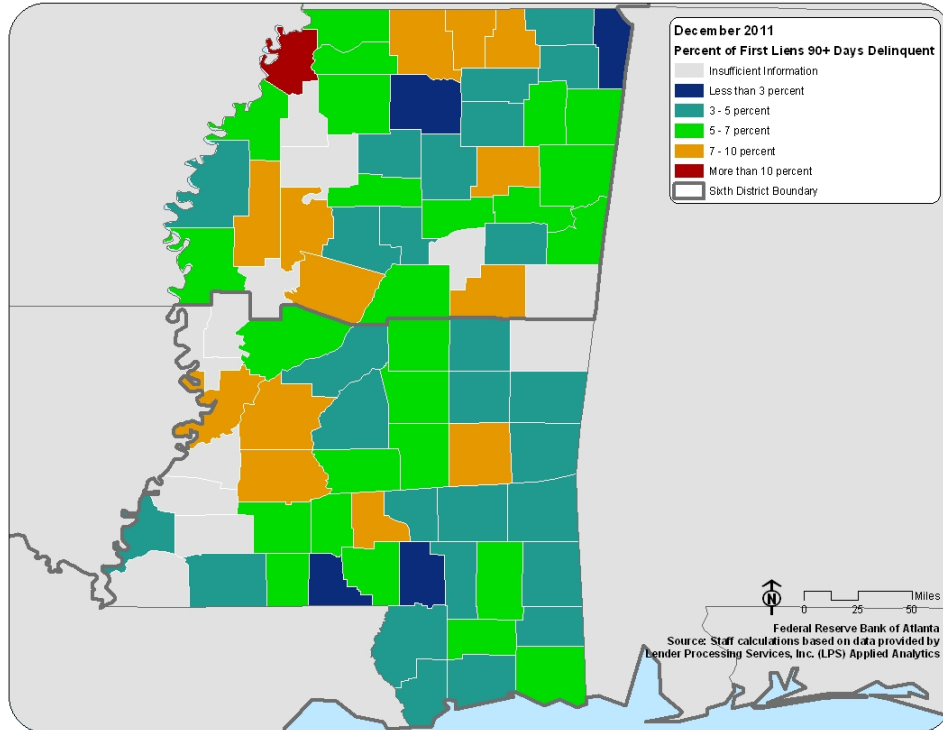 December 2011
Percent of First Liens 90+ Days Delinquent
Insufficient Information
Less than 3 percent
3 - 5 percent
5 - 7 percent
7 - 10 percent
More than 10 percent
Sixth District Boundary
N
Miles
0 25 50
Federal Reserve Bank of Atlanta
Source: Staff calculations based on data provided by
Lender Processing Services, Inc. (LPS) Applied Analytics